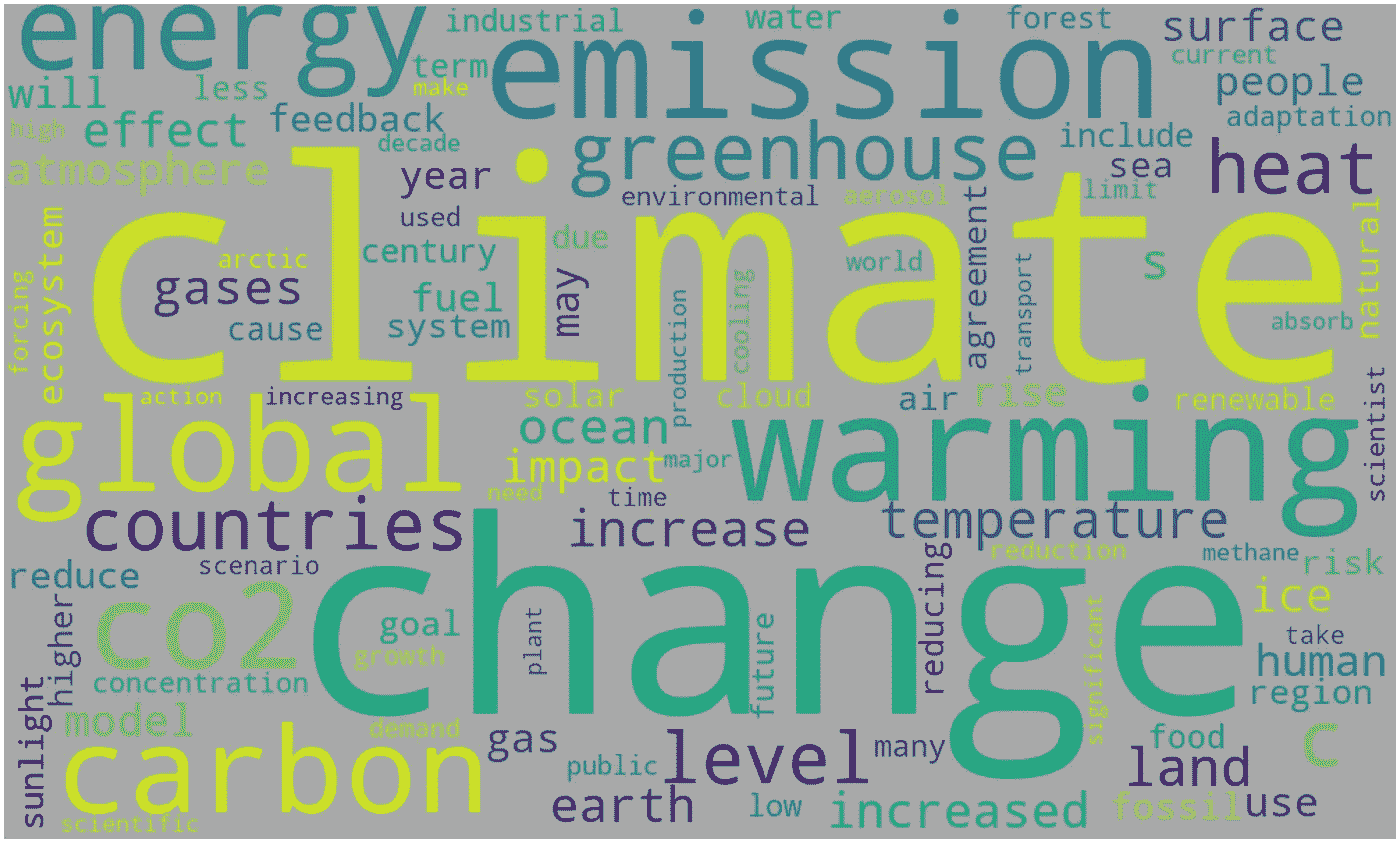 energy
industrial
water
forest
surface
emission
current
term
people
will
less
make
high
effect
feedback
adaptation
decade
greenhouse
include
atmosphere
year
sea
heat
environmental
aerosol
limit
used
climate
century
due
agreement
natural
ecosystem
arctic
world
s
gases
fuel
may
cooling
transport
forcing
cause
system
production
absorb
action
increasing
solar
cloud
air
rise
renewable
scientist
global
ocean
warming
impact
major
need
time
countries
increase
temperature
reduction
methane
risk
scenario
reduce
reducing
co2
change
ice
higher
goal
plant
future
significant
take
growth
human
concentration
region
model
demand
sunlight
carbon
gas
level
many
food
c
public
land
earth
low
increased
fossil
use
scientific